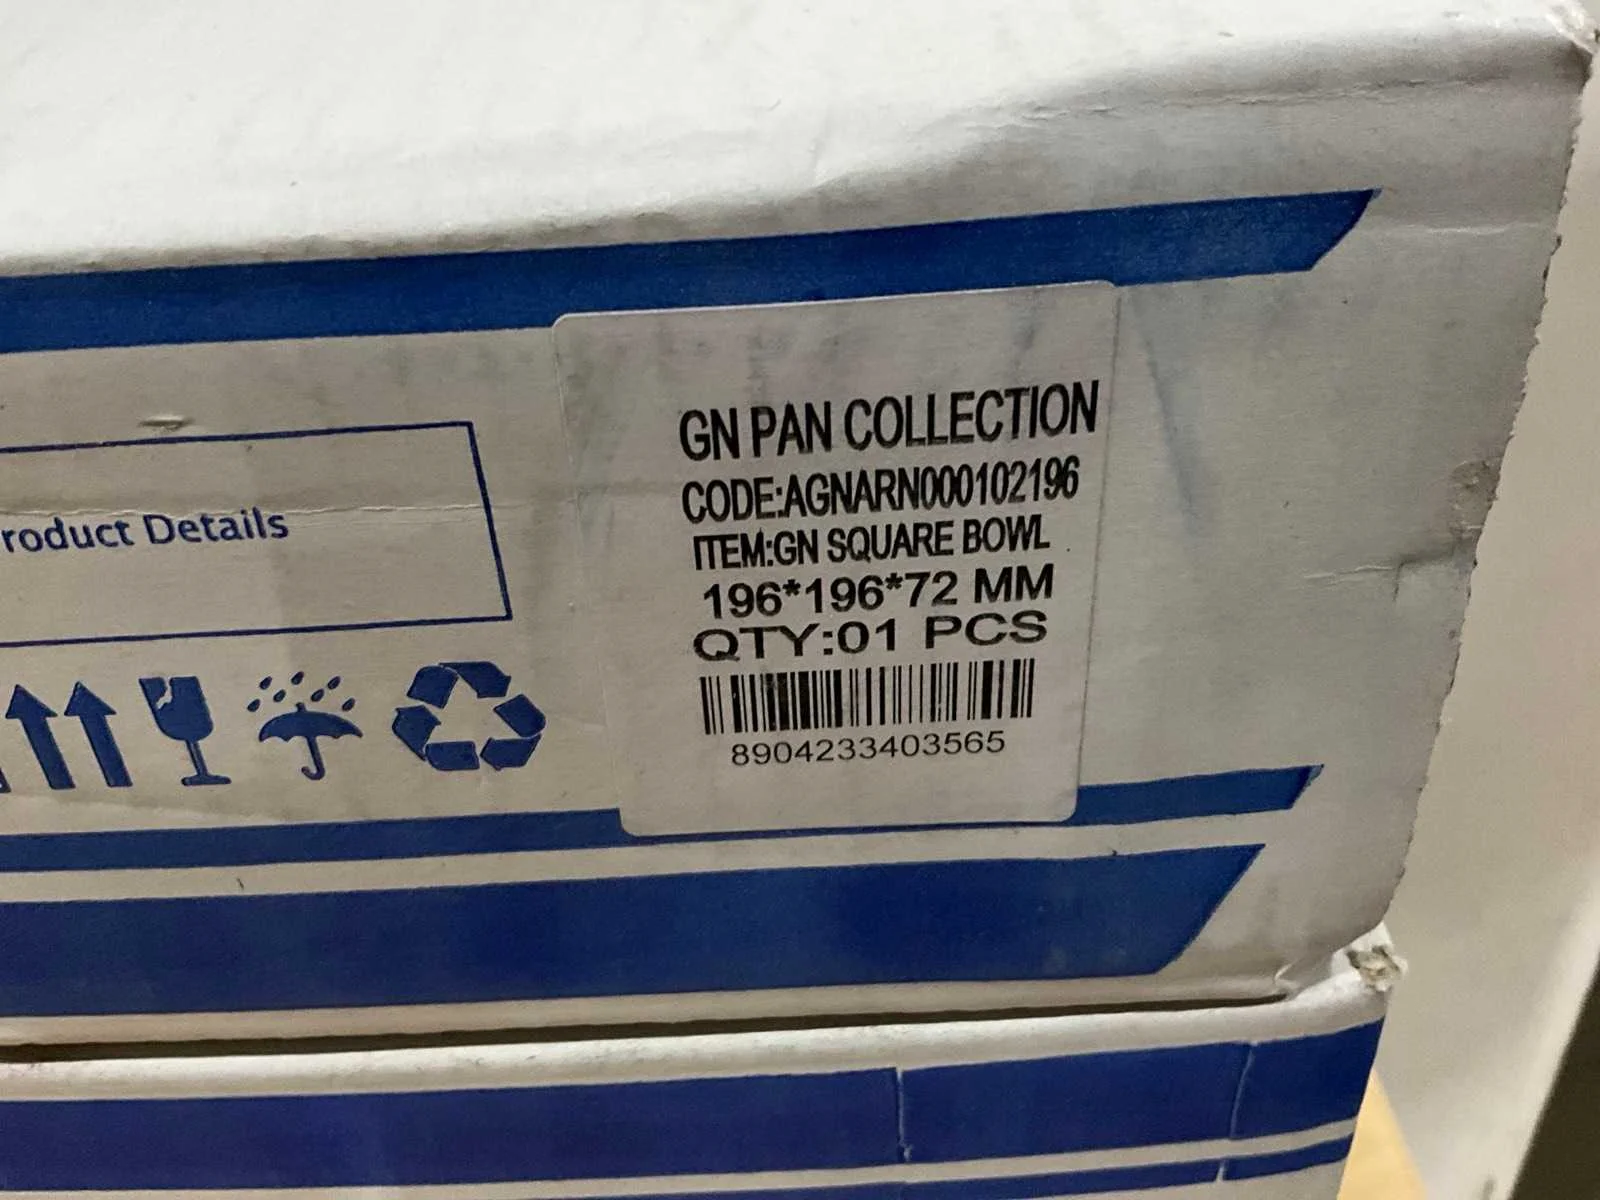 GN PAN COLLECTION
CODE:AGNARN000102196
ITEM:GN SQUARE BOWL
196*196*72 MM
QTY:01 PCS
8904233403565
roduct Details